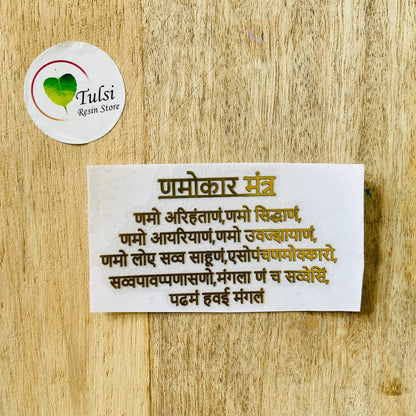 Tulsi
Resin Store
णमोकार मंत्र
णमो अरिहंताणं,णमो सिद्धाणं,
णमो आयरियाणं,णमो उवज्झायाणं,
णमो लोए सव्व साहूणं,एसोपंचणमोक्कारो,
सव्वपावप्पणासणो,मंगला णं च सव्वेसिं,
पढमं हवई मंगलं